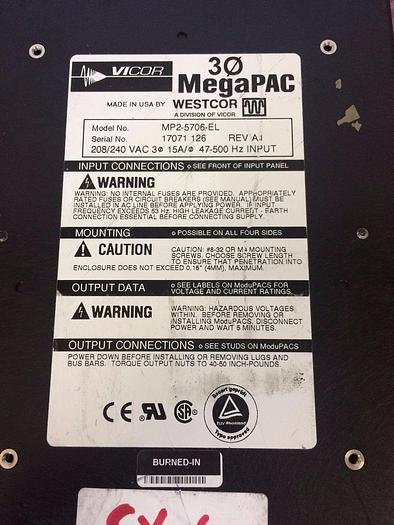 VICOR
3Ø
MegaPAC
MADE IN USA BY WESTCOR
A DIVISION OF VICOR
Model No. MP2-5706-EL
Serial No. 17071 126 REV A.I
208/240 VAC 3Ø 15A/Ø 47-500 Hz INPUT
INPUT CONNECTIONS o SEE FRONT OF INPUT PANEL
WARNING
WARNING: NO INTERNAL FUSES ARE PROVIDED. APPROPRIATELY
RATED FUSES OR CIRCUIT BREAKERS (SEE MANUAL) MUST BE
INSTALLED IN AC LINE BEFORE APPLYING POWER. IF INPUT
FREQUENCY EXCEEDS 63 Hz, HIGH LEAKAGE CURRENT - EARTH
CONNECTION ESSENTIAL BEFORE CONNECTING SUPPLY.
MOUNTING o POSSIBLE ON ALL FOUR SIDES
CAUTION
CAUTION: #8-32 OR M4 MOUNTING
SCREWS. CHOOSE SCREW LENGTH
TO ENSURE THAT PENETRATION INTO
ENCLOSURE DOES NOT EXCEED 0.16" (4MM), MAXIMUM.
OUTPUT DATA o SEE LABELS ON ModuPACS FOR
VOLTAGE AND CURRENT RATINGS
WARNING
WARNING: HAZARDOUS VOLTAGES
WITHIN. BEFORE REMOVING OR
INSTALLING ModuPACS, DISCONNECT
POWER AND WAIT 5 MINUTES.
OUTPUT CONNECTIONS o SEE STUDS ON ModuPACS
POWER DOWN BEFORE INSTALLING OR REMOVING LUGS AND
BUS BARS. TORQUE OUTPUT NUTS TO 40-50 INCH-POUNDS.
CE
Bauart geprüft
TUV Rheinland
Type approved
BURNED-IN